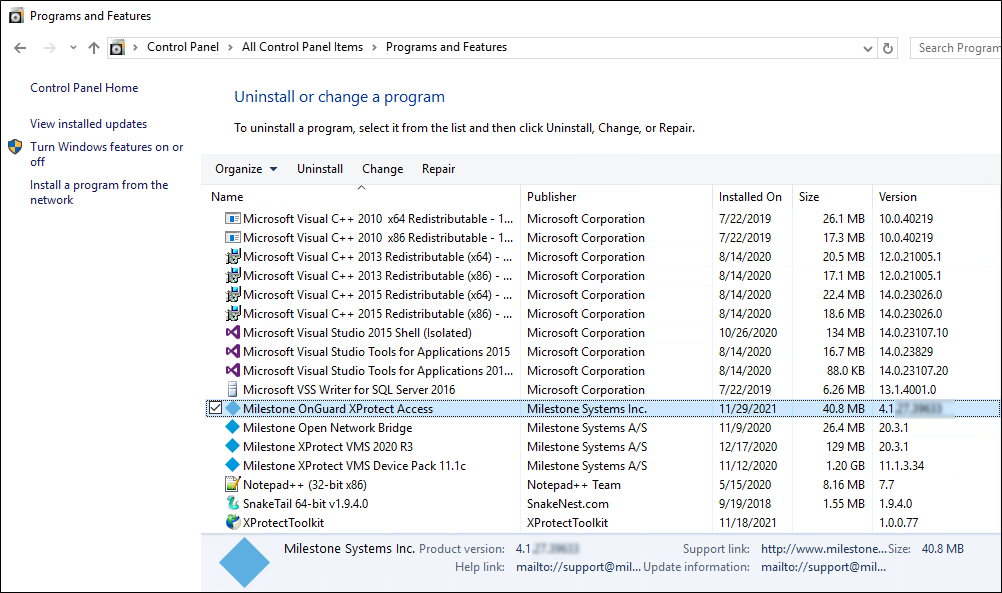 Programs and Features
Control Panel > All Control Panel Items > Programs and Features
Search Program
Control Panel Home
View installed updates
Turn Windows features on or
off
Install a program from the
network
Uninstall or change a program
To uninstall a program, select it from the list and then click Uninstall, Change, or Repair.
Organize Uninstall Change Repair
Name Publisher Installed On Size Version
Microsoft Visual C++ 2010 x64 Redistributable - 1... Microsoft Corporation 7/22/2019 26.1 MB 10.0.40219
Microsoft Visual C++ 2010 x86 Redistributable - 1... Microsoft Corporation 7/22/2019 17.3 MB 10.0.40219
Microsoft Visual C++ 2013 Redistributable (x64) - ... Microsoft Corporation 8/14/2020 20.5 MB 12.0.21005.1
Microsoft Visual C++ 2013 Redistributable (x86) - ... Microsoft Corporation 8/14/2020 17.1 MB 12.0.21005.1
Microsoft Visual C++ 2015 Redistributable (x64) - ... Microsoft Corporation 8/14/2020 22.4 MB 14.0.23026.0
Microsoft Visual C++ 2015 Redistributable (x86) - ... Microsoft Corporation 8/14/2020 18.6 MB 14.0.23026.0
Microsoft Visual Studio 2015 Shell (Isolated) Microsoft Corporation 10/26/2020 134 MB 14.0.23107.10
Microsoft Visual Studio Tools for Applications 2015 Microsoft Corporation 8/14/2020 16.7 MB 14.0.23829
Microsoft Visual Studio Tools for Applications 201... Microsoft Corporation 8/14/2020 88.0 KB 14.0.23107.20
Microsoft VSS Writer for SQL Server 2016 Microsoft Corporation 7/22/2019 6.26 MB 13.1.4001.0
Milestone OnGuard XProtect Access Milestone Systems Inc. 11/29/2021 40.8 MB 4.1
Milestone Open Network Bridge Milestone Systems A/S 11/9/2020 26.4 MB 20.3.1
Milestone XProtect VMS 2020 R3 Milestone Systems A/S 12/17/2020 129 MB 20.3.1
Milestone XProtect VMS Device Pack 11.1c Milestone Systems A/S 11/12/2020 1.20 GB 11.1.3.34
Notepad++ (32-bit x86) Notepad++ Team 5/15/2020 8.16 MB 7.7
SnakeTail 64-bit v1.9.4.0 SnakeNest.com 9/19/2018 1.55 MB 1.9.4.0
XProtectToolkit XProtectToolkit 11/18/2021 1.0.0.77
Milestone Systems Inc. Product version: 4.1 Support link: http://www.milestone... Size: 40.8 MB
Help link: mailto://support@mil... Update information: mailto://support@mil...